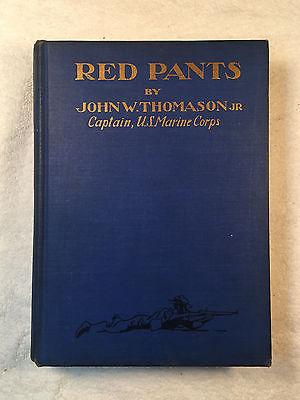 RED PANTS
BY
JOHN W. THOMASON JR
Captain, U.S. Marine Corps